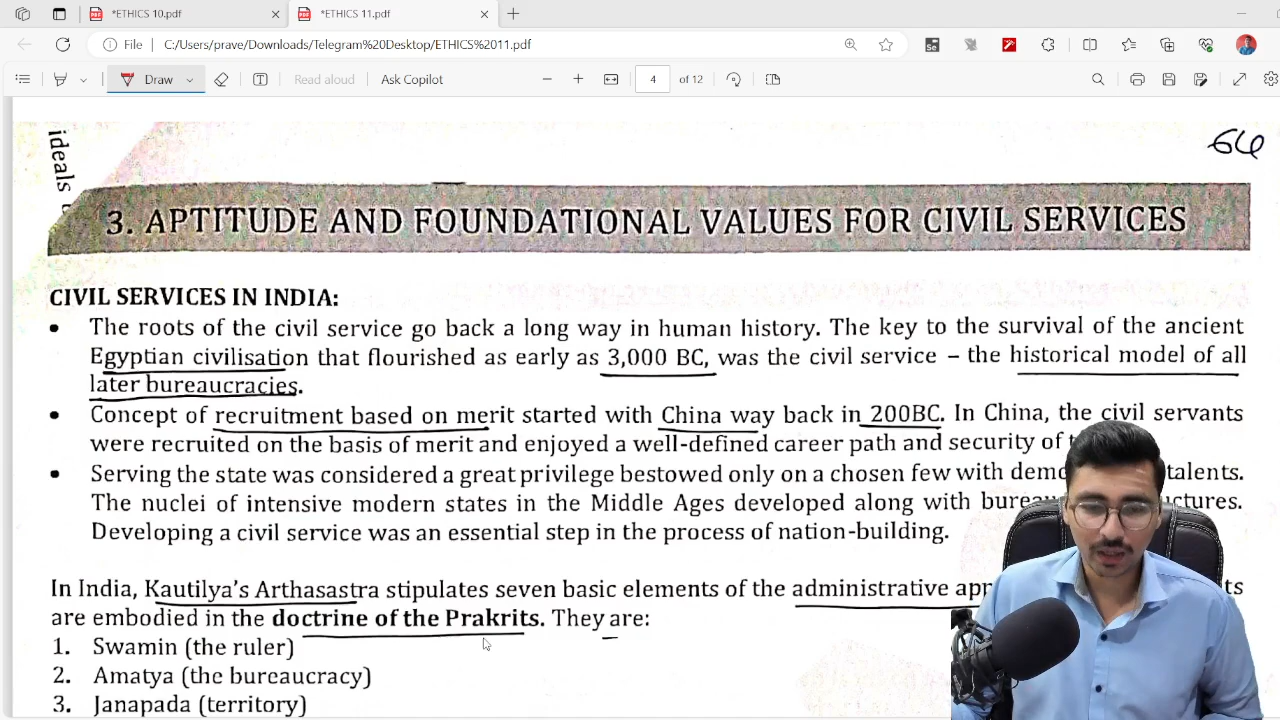 *ETHICS 10.pdf
*ETHICS 11.pdf
File
C:/Users/prave/Downloads/Telegram%20Desktop/ETHICS%2011.pdf
Draw
Read aloud
Ask Copilot
4 of 12
ideals
64
3. APTITUDE AND FOUNDATIONAL VALUES FOR CIVIL SERVICES
CIVIL SERVICES IN INDIA:
• The roots of the civil service go back a long way in human history. The key to the survival of the ancient
Egyptian civilisation that flourished as early as 3,000 BC, was the civil service – the historical model of all
later bureaucracies.
• Concept of recruitment based on merit started with China way back in 200BC. In China, the civil servants
were recruited on the basis of merit and enjoyed a well-defined career path and security of
• Serving the state was considered a great privilege bestowed only on a chosen few with talents.
The nuclei of intensive modern states in the Middle Ages developed along with
Developing a civil service was an essential step in the process of nation-building.
In India, Kautilya's Arthasastra stipulates seven basic elements of the administrative
are embodied in the doctrine of the Prakrits. They are:
1. Swamin (the ruler)
2. Amatya (the bureaucracy)
3. Janapada (territory)